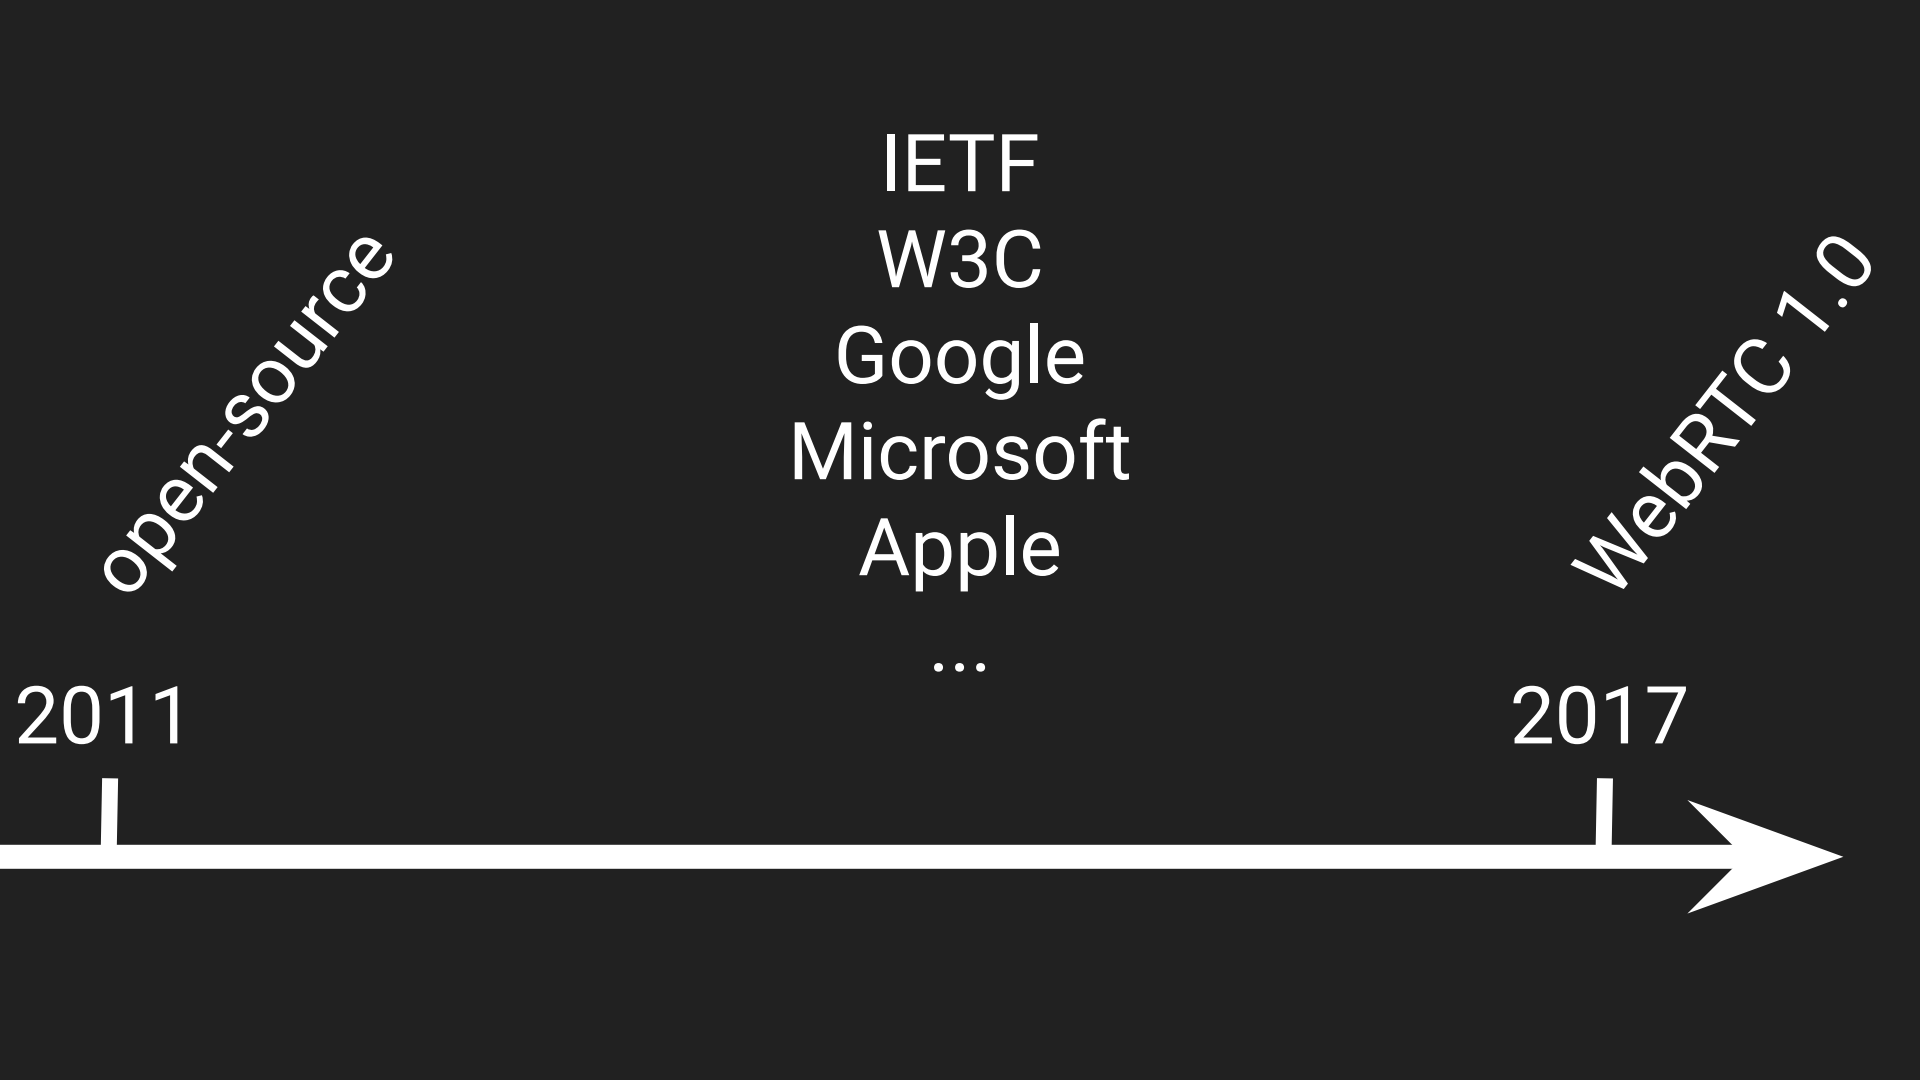 open-source
IETF
W3C
Google
Microsoft
Apple
...
WebRTC 1.0
2011
2017